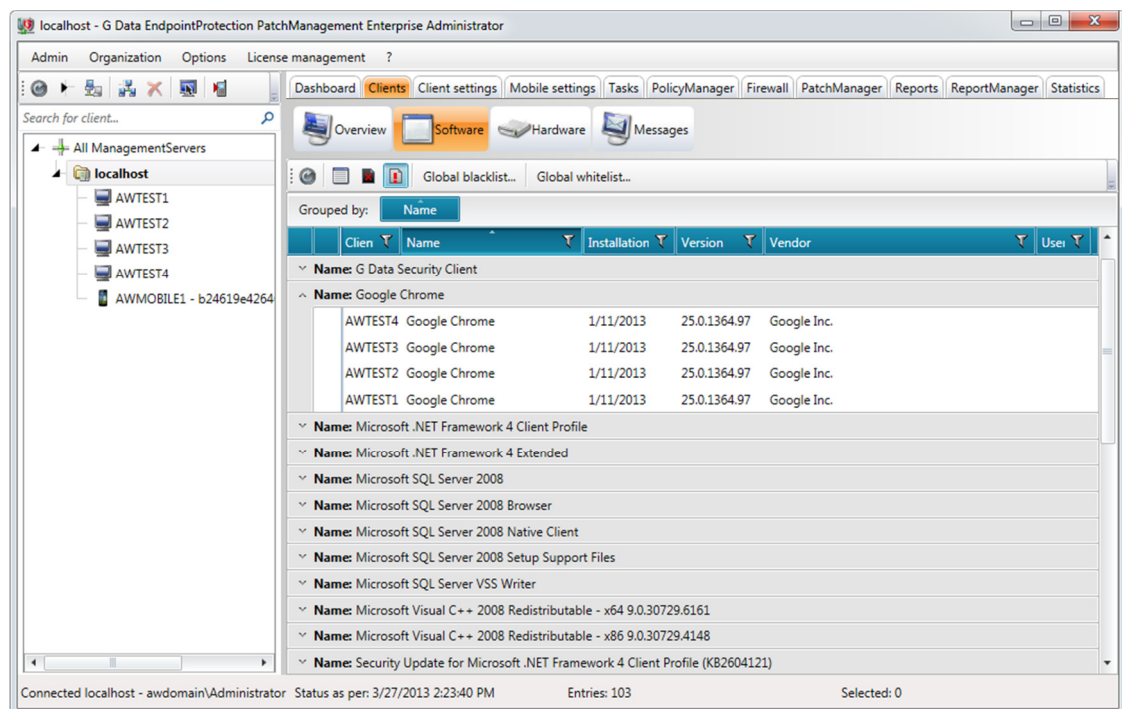 localhost - G Data EndpointProtection PatchManagement Enterprise Administrator
Admin Organization Options License management ?
Search for client...
All ManagementServers
localhost
AWTEST1
AWTEST2
AWTEST3
AWTEST4
AWMOBILE1 - b24619e4264
Dashboard Clients Client settings Mobile settings Tasks PolicyManager Firewall PatchManager Reports ReportManager Statistics
Overview Software Hardware Messages
Global blacklist... Global whitelist...
Grouped by: Name
Clien Name Installation Version Vendor User
Name: G Data Security Client
Name: Google Chrome
AWTEST4 Google Chrome 1/11/2013 25.0.1364.97 Google Inc.
AWTEST3 Google Chrome 1/11/2013 25.0.1364.97 Google Inc.
AWTEST2 Google Chrome 1/11/2013 25.0.1364.97 Google Inc.
AWTEST1 Google Chrome 1/11/2013 25.0.1364.97 Google Inc.
Name: Microsoft .NET Framework 4 Client Profile
Name: Microsoft .NET Framework 4 Extended
Name: Microsoft SQL Server 2008
Name: Microsoft SQL Server 2008 Browser
Name: Microsoft SQL Server 2008 Native Client
Name: Microsoft SQL Server 2008 Setup Support Files
Name: Microsoft SQL Server VSS Writer
Name: Microsoft Visual C++ 2008 Redistributable - x64 9.0.30729.6161
Name: Microsoft Visual C++ 2008 Redistributable - x86 9.0.30729.4148
Name: Security Update for Microsoft .NET Framework 4 Client Profile (KB2604121)
Connected localhost - awdomain\Administrator Status as per: 3/27/2013 2:23:40 PM Entries: 103 Selected: 0